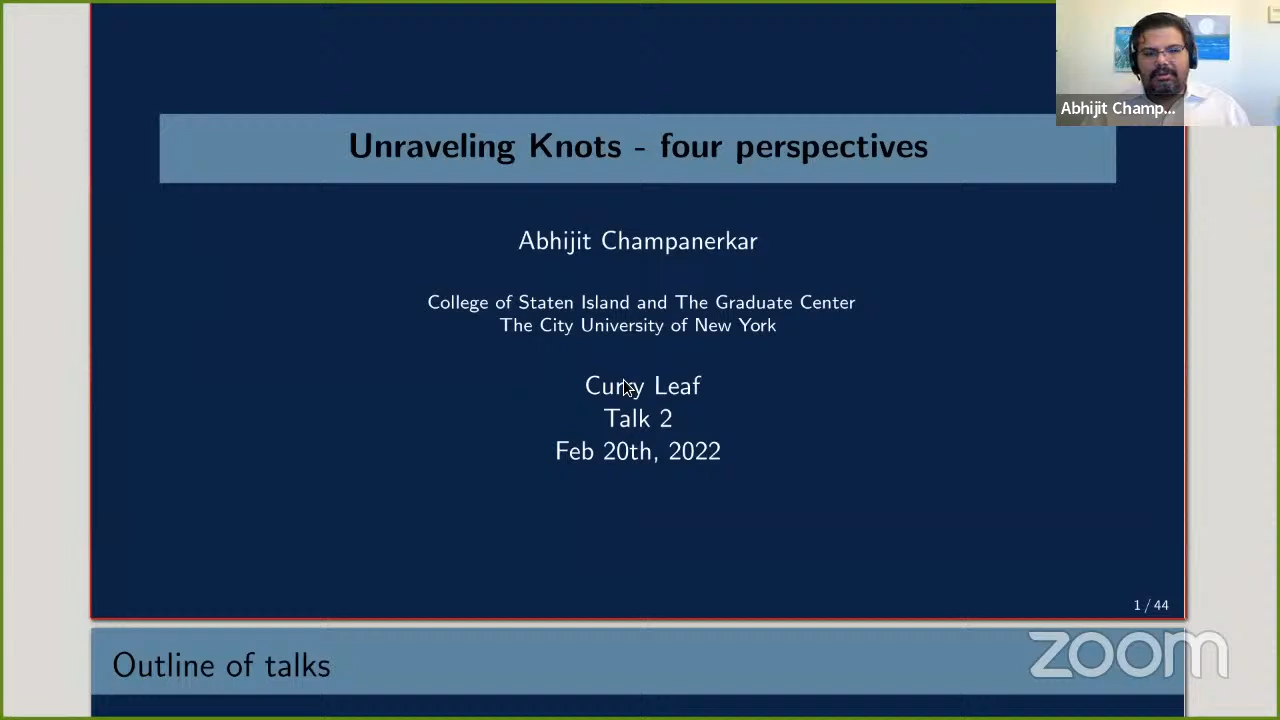 Abhijit Champ...
Unraveling Knots - four perspectives
Abhijit Champanerkar
College of Staten Island and The Graduate Center
The City University of New York
Curry Leaf
Talk 2
Feb 20th, 2022
1 / 44
Outline of talks
zoom